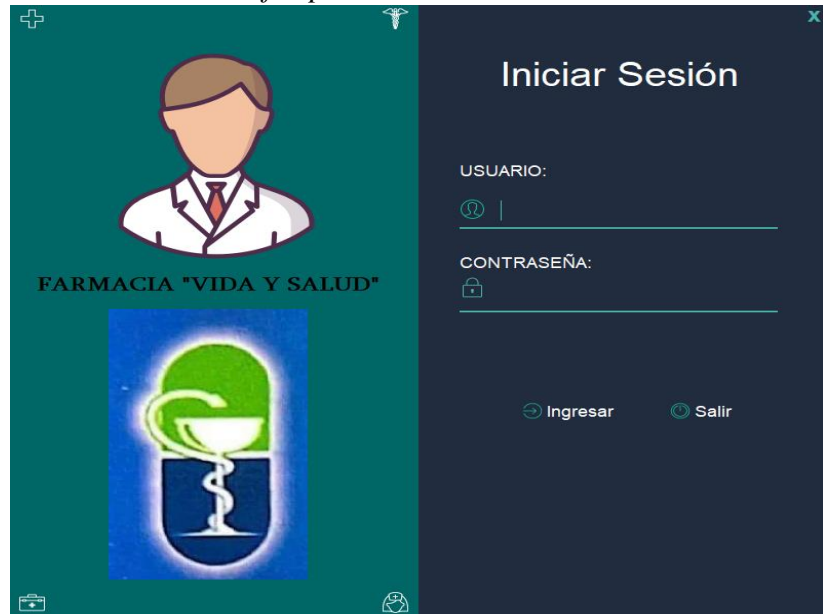 FARMACIA "VIDA Y SALUD"
X
Iniciar Sesión
USUARIO:
CONTRASEÑA:
Ingresar
Salir